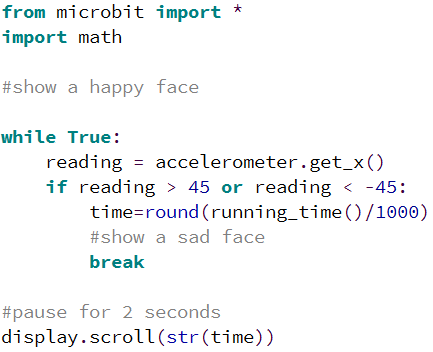 from microbit import *
import math

#show a happy face

while True:
    reading = accelerometer.get_x()
    if reading > 45 or reading < -45:
        time=round(running_time()/1000)
        #show a sad face
        break

#pause for 2 seconds
display.scroll(str(time))